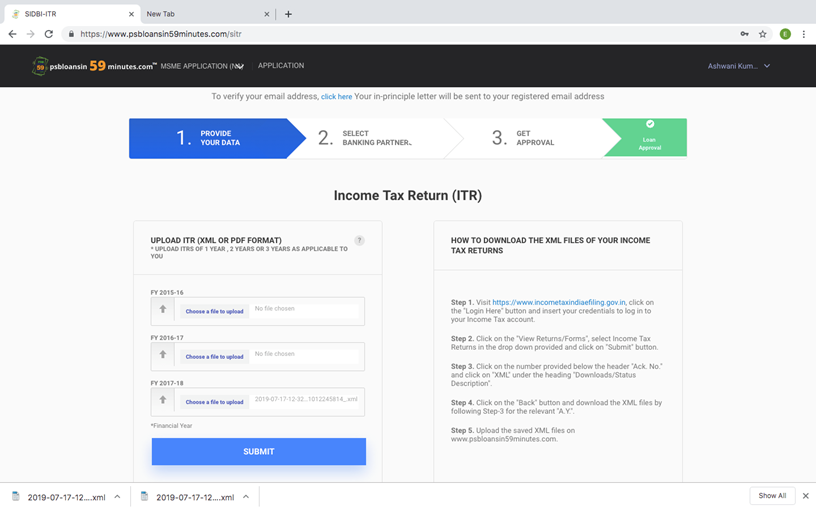 SIDBI-ITR
New Tab
https://www.psbloansin59minutes.com/sitr
E
psbloansin 59 minutes.com™ MSME APPLICATION (N
APPLICATION
Ashwani Kum...
To verify your email address, click here Your in-principle letter will be sent to your registered email address
1. PROVIDE
YOUR DATA
2. SELECT
BANKING PARTNER.
3. GET
APPROVAL
Loan
Approval
Income Tax Return (ITR)
UPLOAD ITR (XML OR PDF FORMAT)
?
* UPLOAD ITRS OF 1 YEAR , 2 YEARS OR 3 YEARS AS APPLICABLE TO
YOU
FY 2015-16
Choose a file to upload No file chosen
FY 2016-17
Choose a file to upload No file chosen
FY 2017-18
Choose a file to upload 2019-07-17-12-32...1012245814_.xml
*Financial Year
SUBMIT
HOW TO DOWNLOAD THE XML FILES OF YOUR INCOME
TAX RETURNS
Step 1. Visit https://www.incometaxindiaefiling.gov.in, click on
the "Login Here" button and insert your credentials to log in to
your Income Tax account.
Step 2. Click on the "View Returns/Forms", select Income Tax
Returns in the drop down provided and click on "Submit" button.
Step 3. Click on the number provided below the header "Ack. No."
and click on "XML" under the heading "Downloads/Status
Description".
Step 4. Click on the "Back" button and download the XML files by
following Step-3 for the relevant "A.Y.".
Step 5. Upload the saved XML files on
www.psbloansin59minutes.com.
2019-07-17-12....xml
2019-07-17-12....xml
Show All